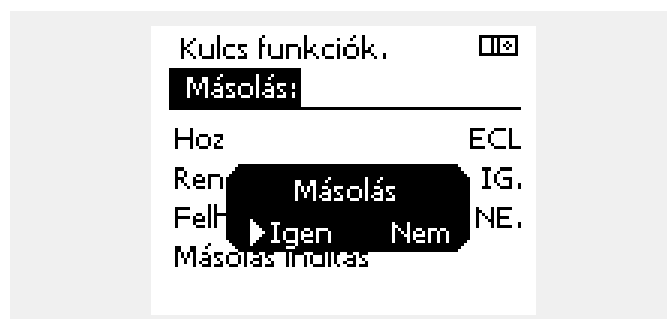 Kulcs funkciók.
Másolás:
Hoz ECL
Ren IG.
Másolás
Felh NE.
Igen Nem
Másolás indítás